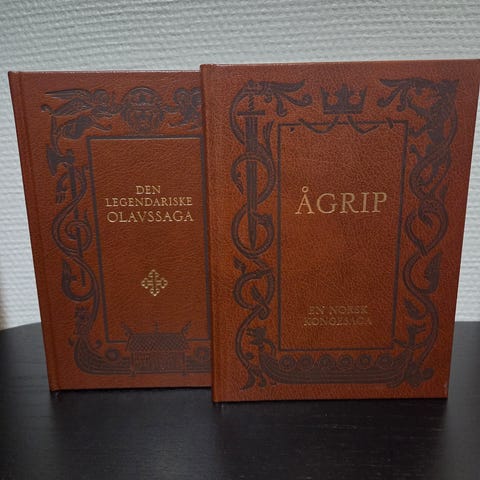 DEN
LEGENDARISKE
OLAVSSAGA
ÅGRIP
EN NORSK
KONGESAGA